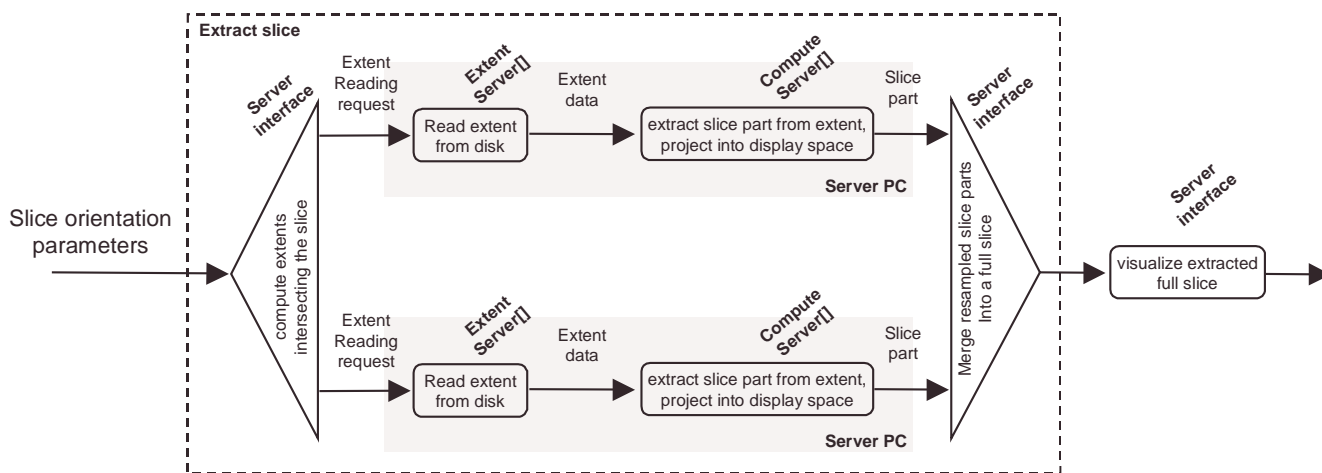 Extract slice
Slice orientation
parameters
Server
interface
compute extents
intersecting the slice
Extent
Reading
request
Extent
Server[]
Read extent
from disk
Extent
data
Compute
Server[]
extract slice part from extent,
project into display space
Slice
part
Server PC
Extent
Reading
request
Extent
Server[]
Read extent
from disk
Extent
data
Compute
Server[]
extract slice part from extent,
project into display space
Slice
part
Server PC
Server
interface
Merge resampled slice parts
Into a full slice
Server
interface
visualize extracted
full slice